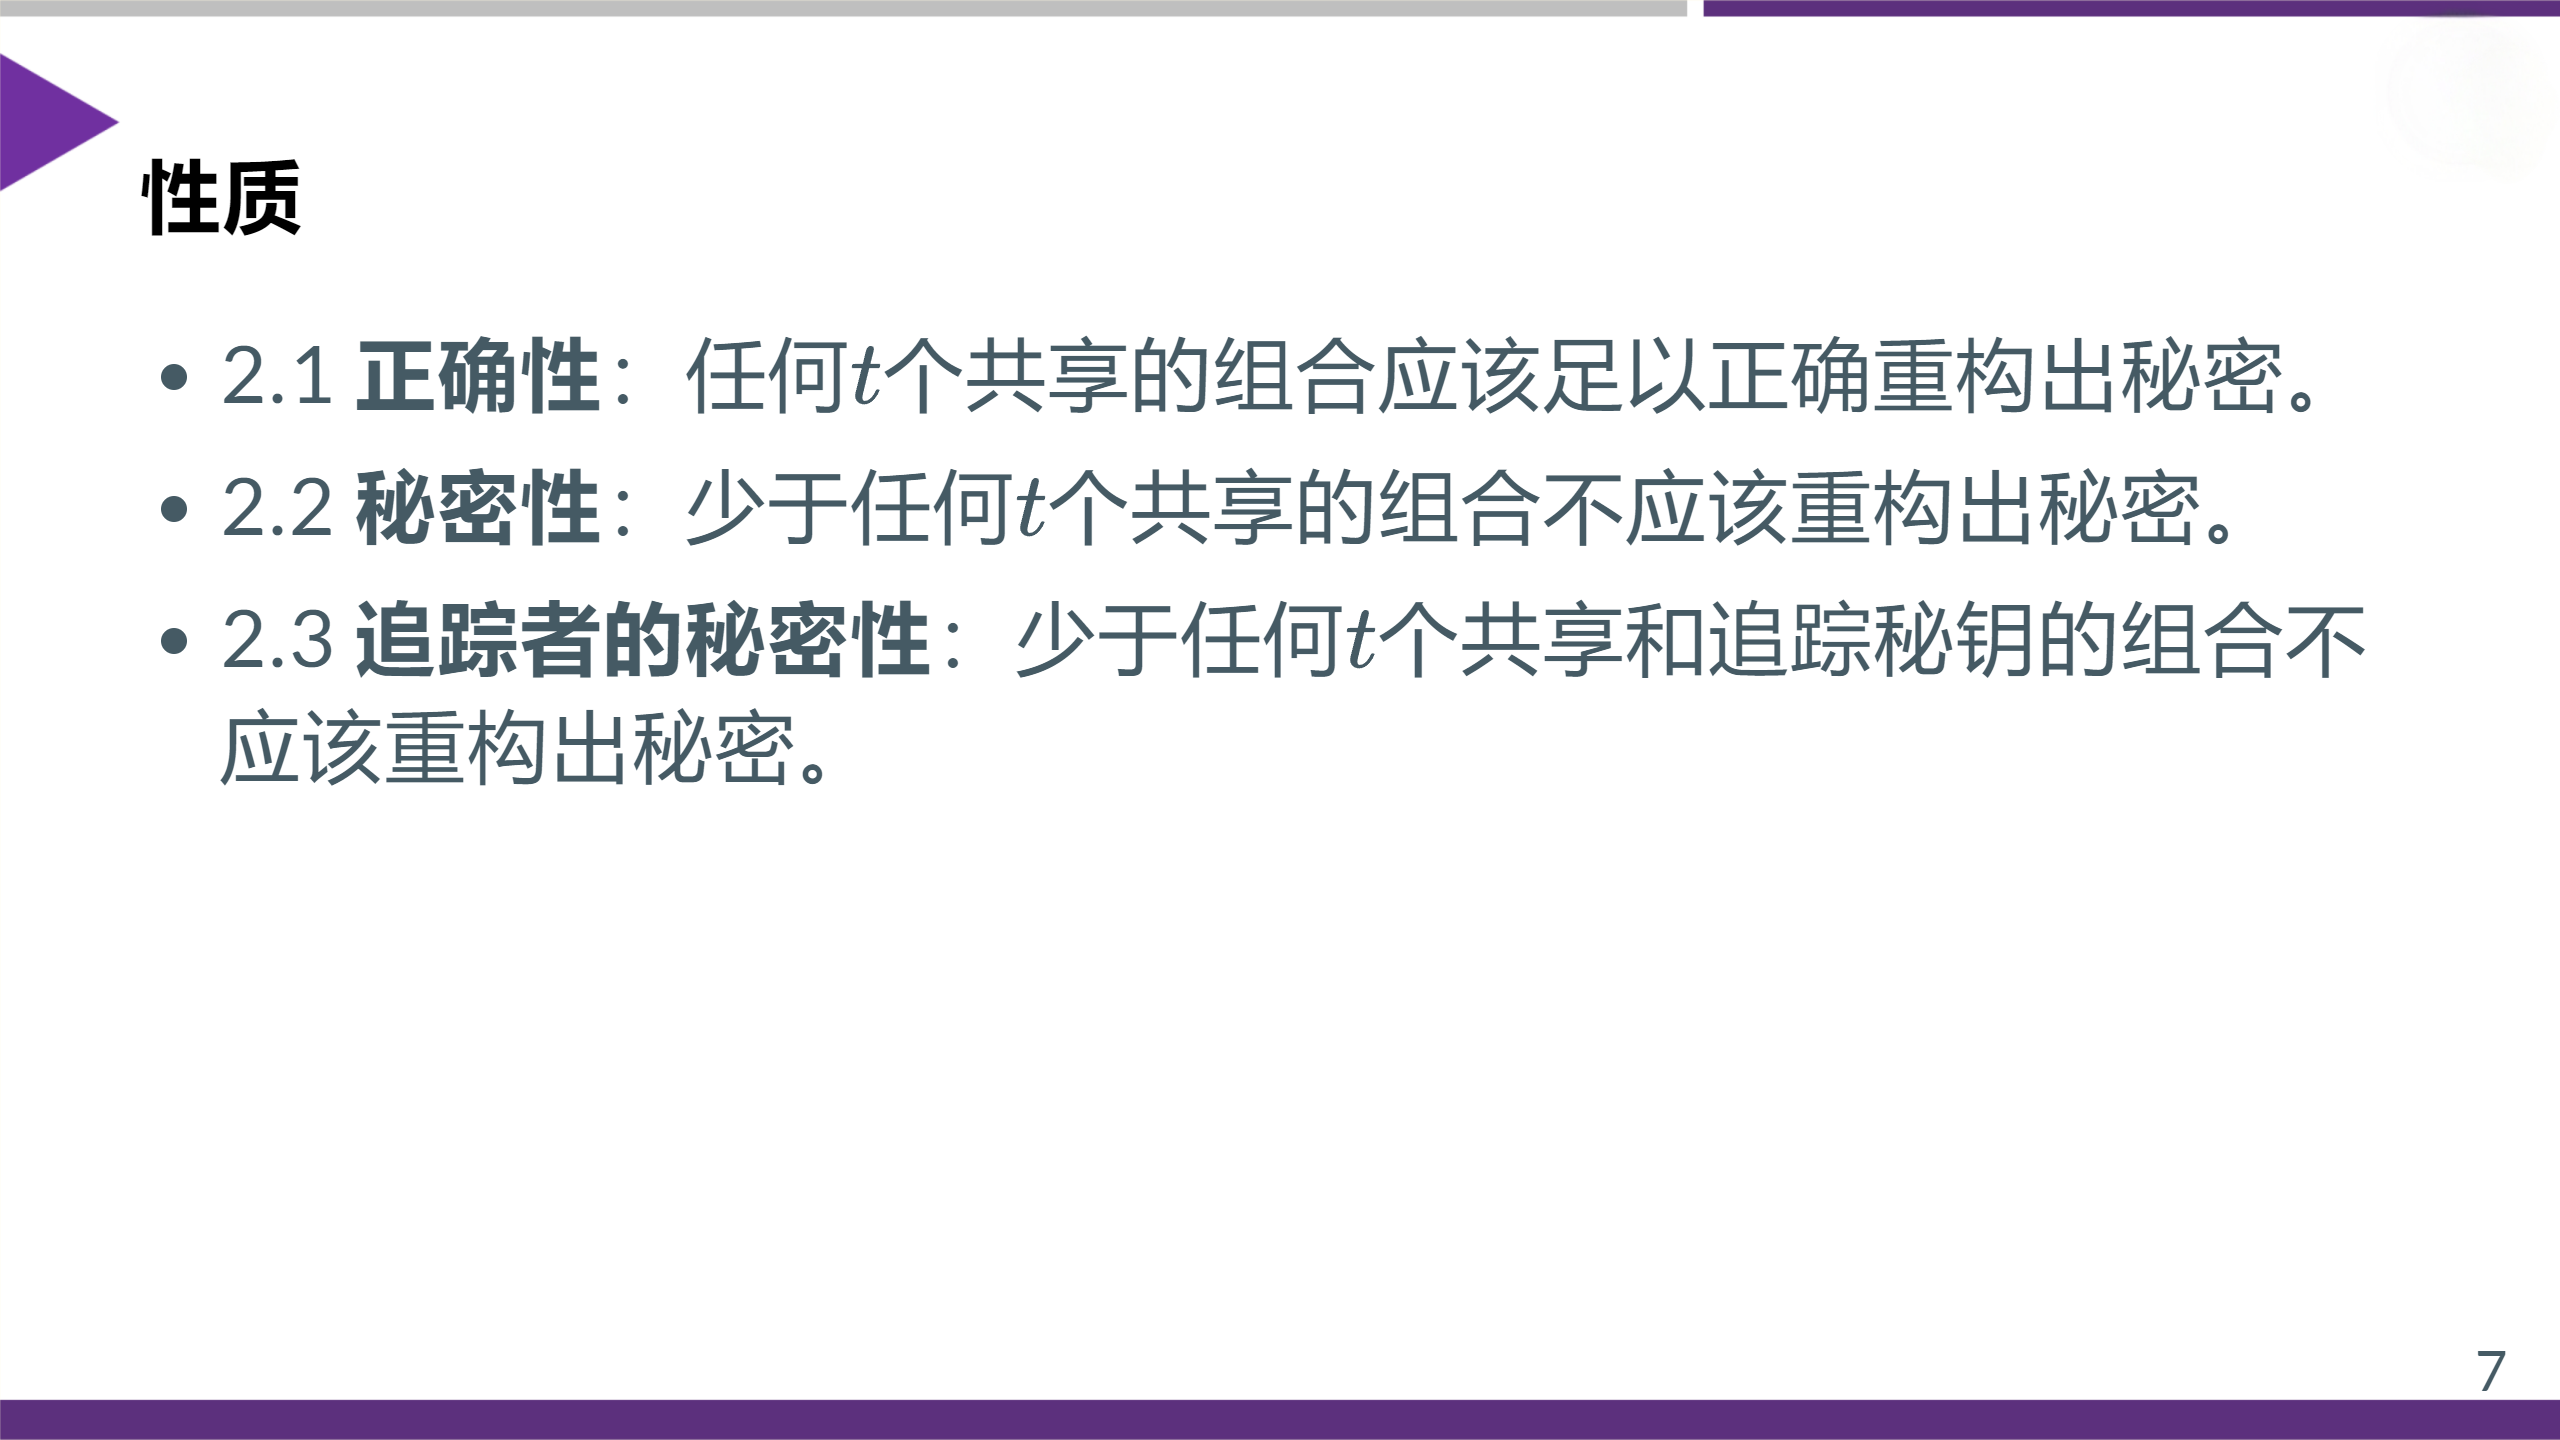 性质
• 2.1 正确性：任何t个共享的组合应该足以正确重构出秘密。
• 2.2 秘密性：少于任何t个共享的组合不应该重构出秘密。
• 2.3 追踪者的秘密性：少于任何t个共享和追踪秘钥的组合不
应该重构出秘密。
7